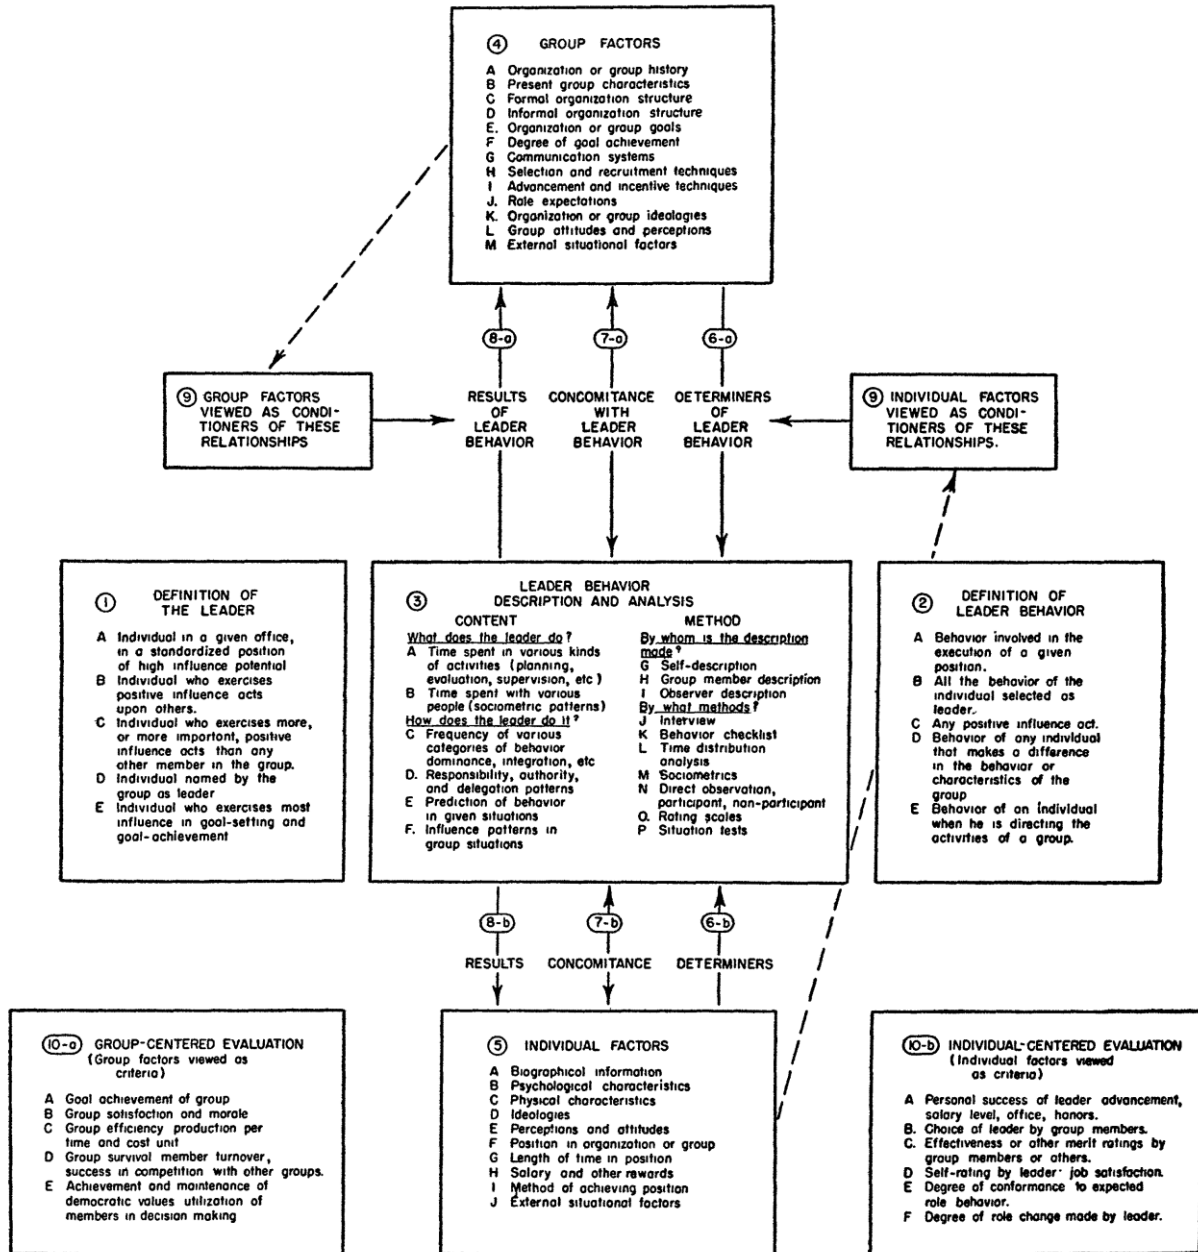 ④ GROUP FACTORS
A Organization or group history
B Present group characteristics
C Formal organization structure
D Informal organization structure
E. Organization or group goals
F Degree of goal achievement
G Communication systems
H Selection and recruitment techniques
I Advancement and incentive techniques
J. Role expectations
K. Organization or group ideologies
L Group attitudes and perceptions
M External situational factors
8-a
7-a
6-a
⑨ GROUP FACTORS
VIEWED AS CONDI-
TIONERS OF THESE
RELATIONSHIPS
RESULTS
OF
LEADER
BEHAVIOR
CONCOMITANCE
WITH
LEADER
BEHAVIOR
DETERMINERS
OF
LEADER
BEHAVIOR
⑨ INDIVIDUAL FACTORS
VIEWED AS CONDI-
TIONERS OF THESE
RELATIONSHIPS.
① DEFINITION OF
THE LEADER
A Individual in a given office,
in a standardized position
of high influence potential
B Individual who exercises
positive influence acts
upon others.
C Individual who exercises more,
or more important, positive
influence acts than any
other member in the group.
D Individual named by the
group as leader
E Individual who exercises most
influence in goal-setting and
goal-achievement
③ LEADER BEHAVIOR
DESCRIPTION AND ANALYSIS
CONTENT
What does the leader do?
A Time spent in various kinds
of activities (planning,
evaluation, supervision, etc)
B Time spent with various
people (sociometric patterns)
How does the leader do it?
C Frequency of various
categories of behavior
dominance, integration, etc
D. Responsibility, authority,
and delegation patterns
E Prediction of behavior
in given situations
F. Influence patterns in
group situations
METHOD
By whom is the description
made?
G Self-description
H Group member description
I Observer description
By what methods?
J Interview
K Behavior checklist
L Time distribution
analysis
M Sociometrics
N Direct observation,
participant, non-participant
O. Rating scales
P Situation tests
② DEFINITION OF
LEADER BEHAVIOR
A Behavior involved in the
execution of a given
position.
B All the behavior of the
individual selected as
leader.
C Any positive influence act.
D Behavior of any individual
that makes a difference
in the behavior or
characteristics of the
group
E Behavior of an individual
when he is directing the
activities of a group.
8-b
7-b
6-b
RESULTS
CONCOMITANCE
DETERMINERS
10-a GROUP-CENTERED EVALUATION
(Group factors viewed as
criteria)
A Goal achievement of group
B Group satisfaction and morale
C Group efficiency production per
time and cost unit
D Group survival member turnover,
success in competition with other groups.
E Achievement and maintenance of
democratic values utilization of
members in decision making
⑤ INDIVIDUAL FACTORS
A Biographical information
B Psychological characteristics
C Physical characteristics
D Ideologies
E Perceptions and attitudes
F Position in organization or group
G Length of time in position
H Salary and other rewards
I Method of achieving position
J External situational factors
10-b INDIVIDUAL-CENTERED EVALUATION
(Individual factors viewed
as criteria)
A Personal success of leader advancement,
salary level, office, honors.
B. Choice of leader by group members.
C. Effectiveness or other merit ratings by
group members or others.
D Self-rating by leader· job satisfaction.
E Degree of conformance to expected
role behavior.
F Degree of role change made by leader.